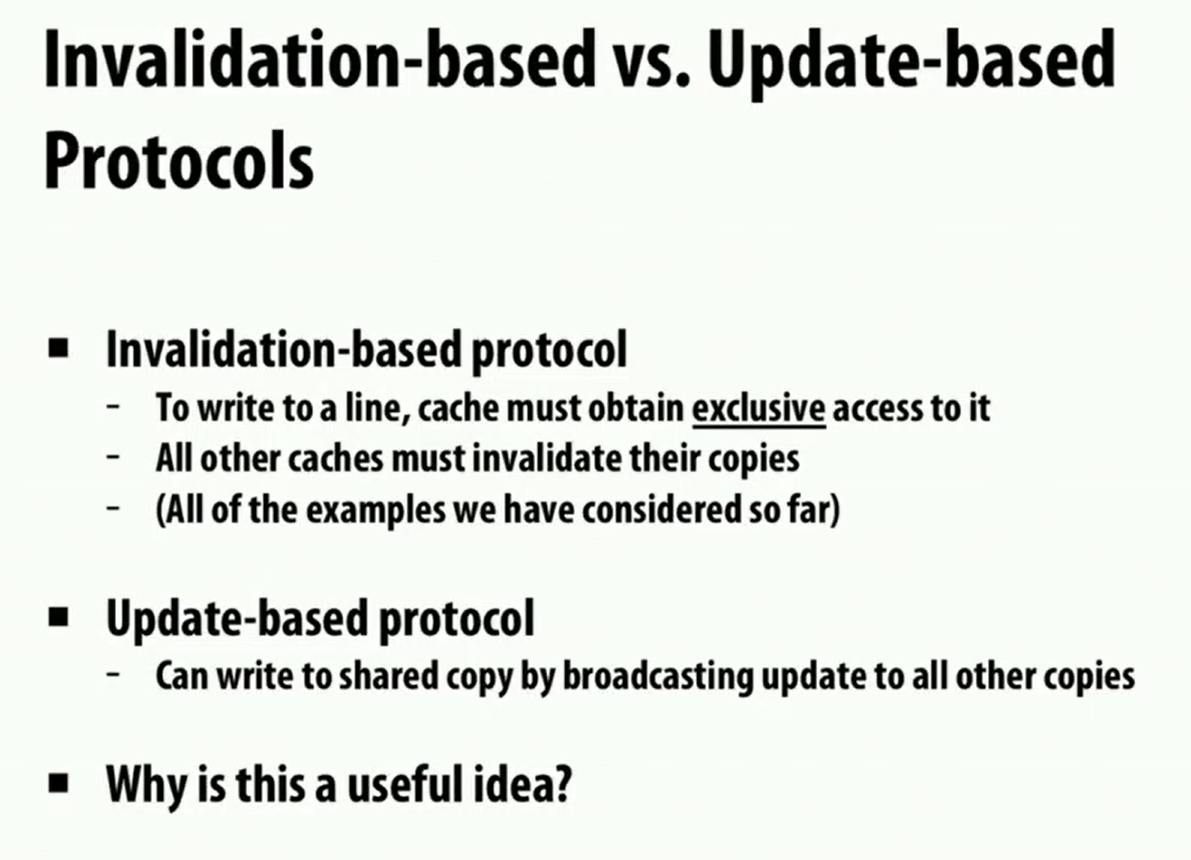 Invalidation-based vs. Update-based
Protocols
■ Invalidation-based protocol
- To write to a line, cache must obtain exclusive access to it
- All other caches must invalidate their copies
- (All of the examples we have considered so far)
■ Update-based protocol
- Can write to shared copy by broadcasting update to all other copies
■ Why is this a useful idea?